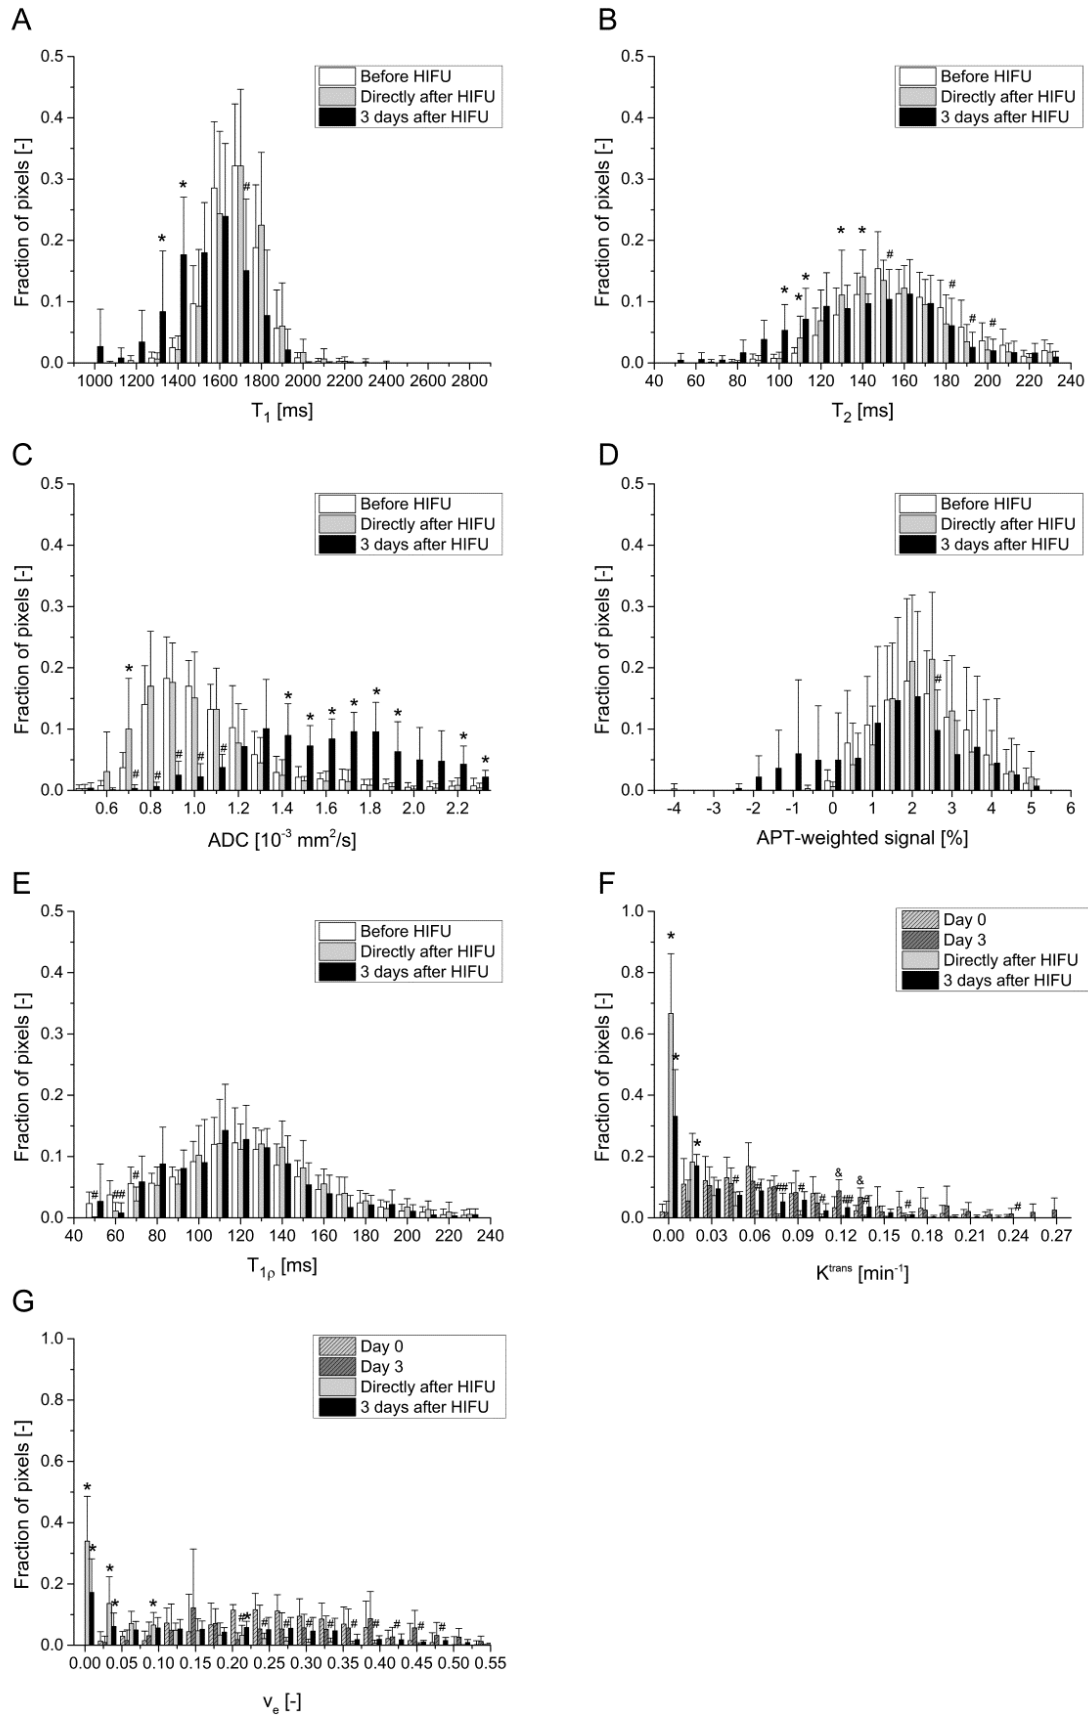 A
0.5
0.4
0.3
0.2
0.1
0.0
Fraction of pixels [-]
Before HIFU
Directly after HIFU
3 days after HIFU
* * #
1000 1200 1400 1600 1800 2000 2200 2400 2600 2800
T1 [ms]
B
0.5
0.4
0.3
0.2
0.1
0.0
Fraction of pixels [-]
Before HIFU
Directly after HIFU
3 days after HIFU
* * * * * # # # #
40 60 80 100 120 140 160 180 200 220 240
T2 [ms]
C
0.5
0.4
0.3
0.2
0.1
0.0
Fraction of pixels [-]
Before HIFU
Directly after HIFU
3 days after HIFU
* # # # # # * * * * * * * *
0.6 0.8 1.0 1.2 1.4 1.6 1.8 2.0 2.2
ADC [10-3 mm2/s]
D
0.5
0.4
0.3
0.2
0.1
0.0
Fraction of pixels [-]
Before HIFU
Directly after HIFU
3 days after HIFU
#
-4 -3 -2 -1 0 1 2 3 4 5 6
APT-weighted signal [%]
E
0.5
0.4
0.3
0.2
0.1
0.0
Fraction of pixels [-]
Before HIFU
Directly after HIFU
3 days after HIFU
# ## #
40 60 80 100 120 140 160 180 200 220 240
T1ρ [ms]
F
1.0
0.8
0.6
0.4
0.2
0.0
Fraction of pixels [-]
Day 0
Day 3
Directly after HIFU
3 days after HIFU
* * * # # ## # # & ## & # # #
0.00 0.03 0.06 0.09 0.12 0.15 0.18 0.21 0.24 0.27
Ktrans [min-1]
G
1.0
0.8
0.6
0.4
0.2
0.0
Fraction of pixels [-]
Day 0
Day 3
Directly after HIFU
3 days after HIFU
* * * * * # * # # # # # # # # #
0.00 0.05 0.10 0.15 0.20 0.25 0.30 0.35 0.40 0.45 0.50 0.55
ve [-]